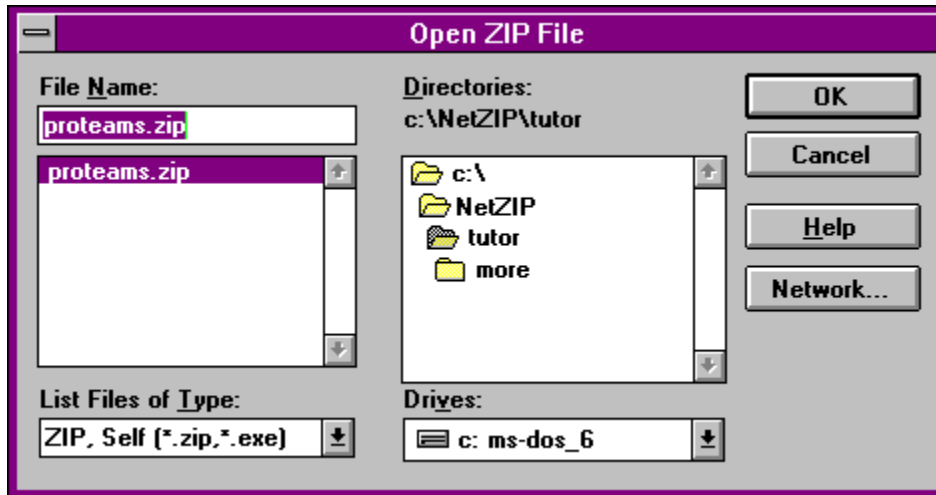 Open ZIP File
File Name:
proteams.zip
proteams.zip
List Files of Type:
ZIP, Self (*.zip,*.exe)
Directories:
c:\NetZIP\tutor
c:\
NetZIP
tutor
more
Drives:
c: ms-dos_6
OK
Cancel
Help
Network...